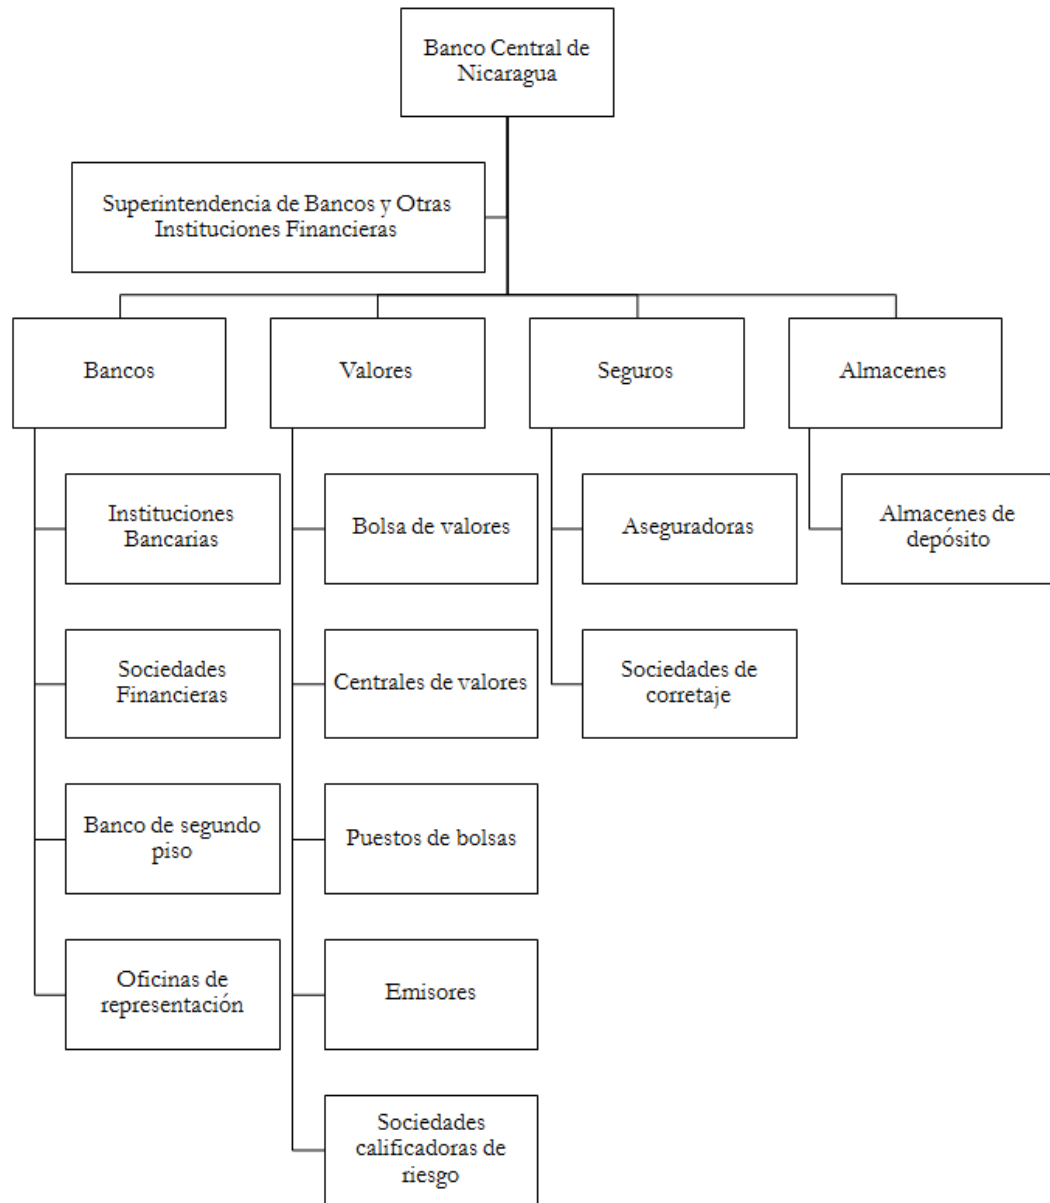 Banco Central de
Nicaragua
Superintendencia de Bancos y Otras
Instituciones Financieras
Bancos
Valores
Seguros
Almacenes
Instituciones
Bancarias
Bolsa de valores
Aseguradoras
Almacenes de
depósito
Sociedades
Financieras
Centrales de valores
Sociedades de
corretaje
Banco de segundo
piso
Puestos de bolsas
Oficinas de
representación
Emisores
Sociedades
calificadoras de
riesgo